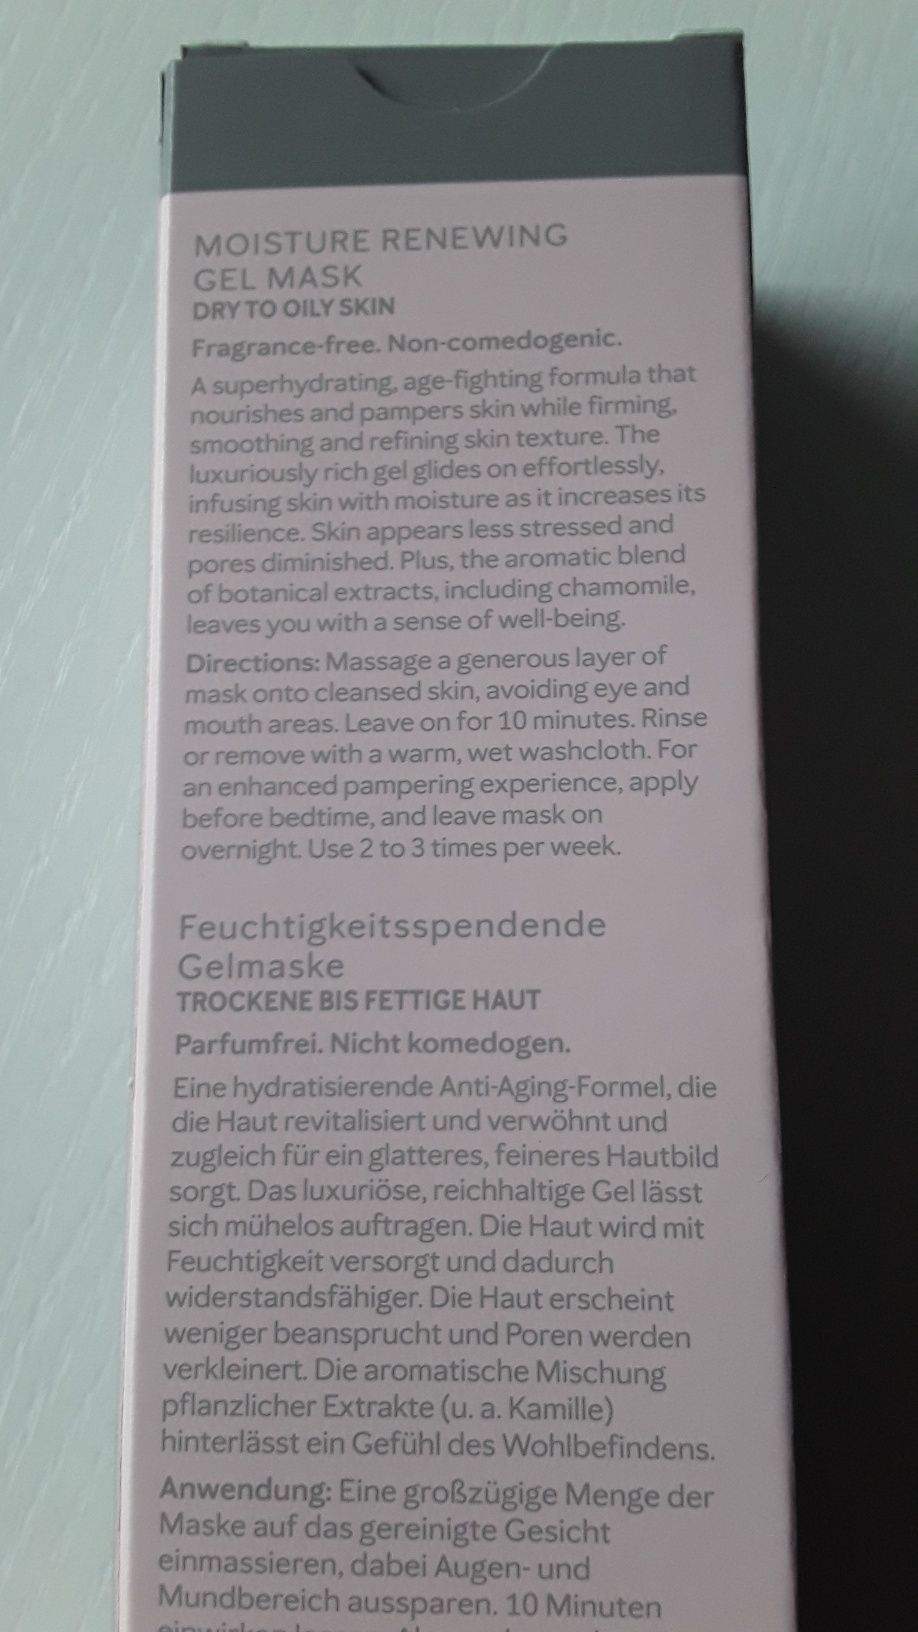 MOISTURE RENEWING
GEL MASK
DRY TO OILY SKIN
Fragrance-free. Non-comedogenic.
A superhydrating, age-fighting formula that
nourishes and pampers skin while firming,
smoothing and refining skin texture. The
luxuriously rich gel glides on effortlessly,
infusing skin with moisture as it increases its
resilience. Skin appears less stressed and
pores diminished. Plus, the aromatic blend
of botanical extracts, including chamomile,
leaves you with a sense of well-being.
Directions: Massage a generous layer of
mask onto cleansed skin, avoiding eye and
mouth areas. Leave on for 10 minutes. Rinse
or remove with a warm, wet washcloth. For
an enhanced pampering experience, apply
before bedtime, and leave mask on
overnight. Use 2 to 3 times per week.
Feuchtigkeitsspendende
Gelmaske
TROCKENE BIS FETTIGE HAUT
Parfumfrei. Nicht komedogen.
Eine hydratisierende Anti-Aging-Formel, die
die Haut revitalisiert und verwöhnt und
zugleich für ein glatteres, feineres Hautbild
sorgt. Das luxuriöse, reichhaltige Gel lässt
sich mühelos auftragen. Die Haut wird mit
Feuchtigkeit versorgt und dadurch
widerstandsfähiger. Die Haut erscheint
weniger beansprucht und Poren werden
verkleinert. Die aromatische Mischung
pflanzlicher Extrakte (u. a. Kamille)
hinterlässt ein Gefühl des Wohlbefindens.
Anwendung: Eine großzügige Menge der
Maske auf das gereinigte Gesicht
einmassieren, dabei Augen- und
Mundbereich aussparen. 10 Minuten